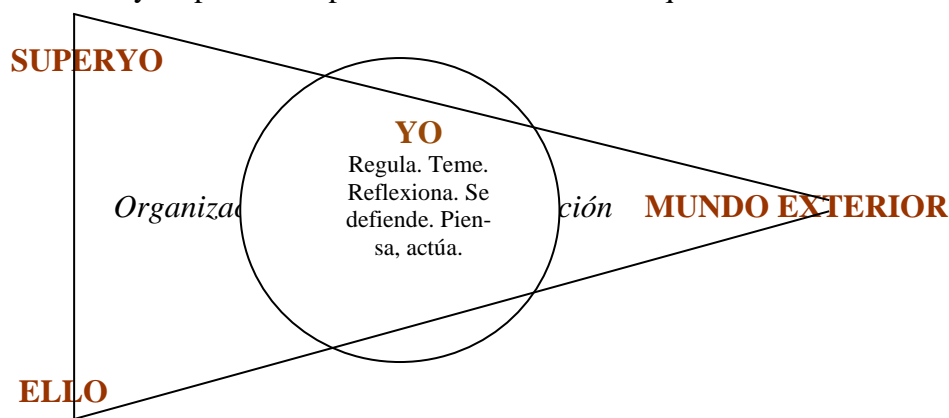 SUPERYO
YO
Regula. Teme.
Reflexiona. Se
defiende. Pien-
sa, actúa.
Organizac ción MUNDO EXTERIOR
ELLO